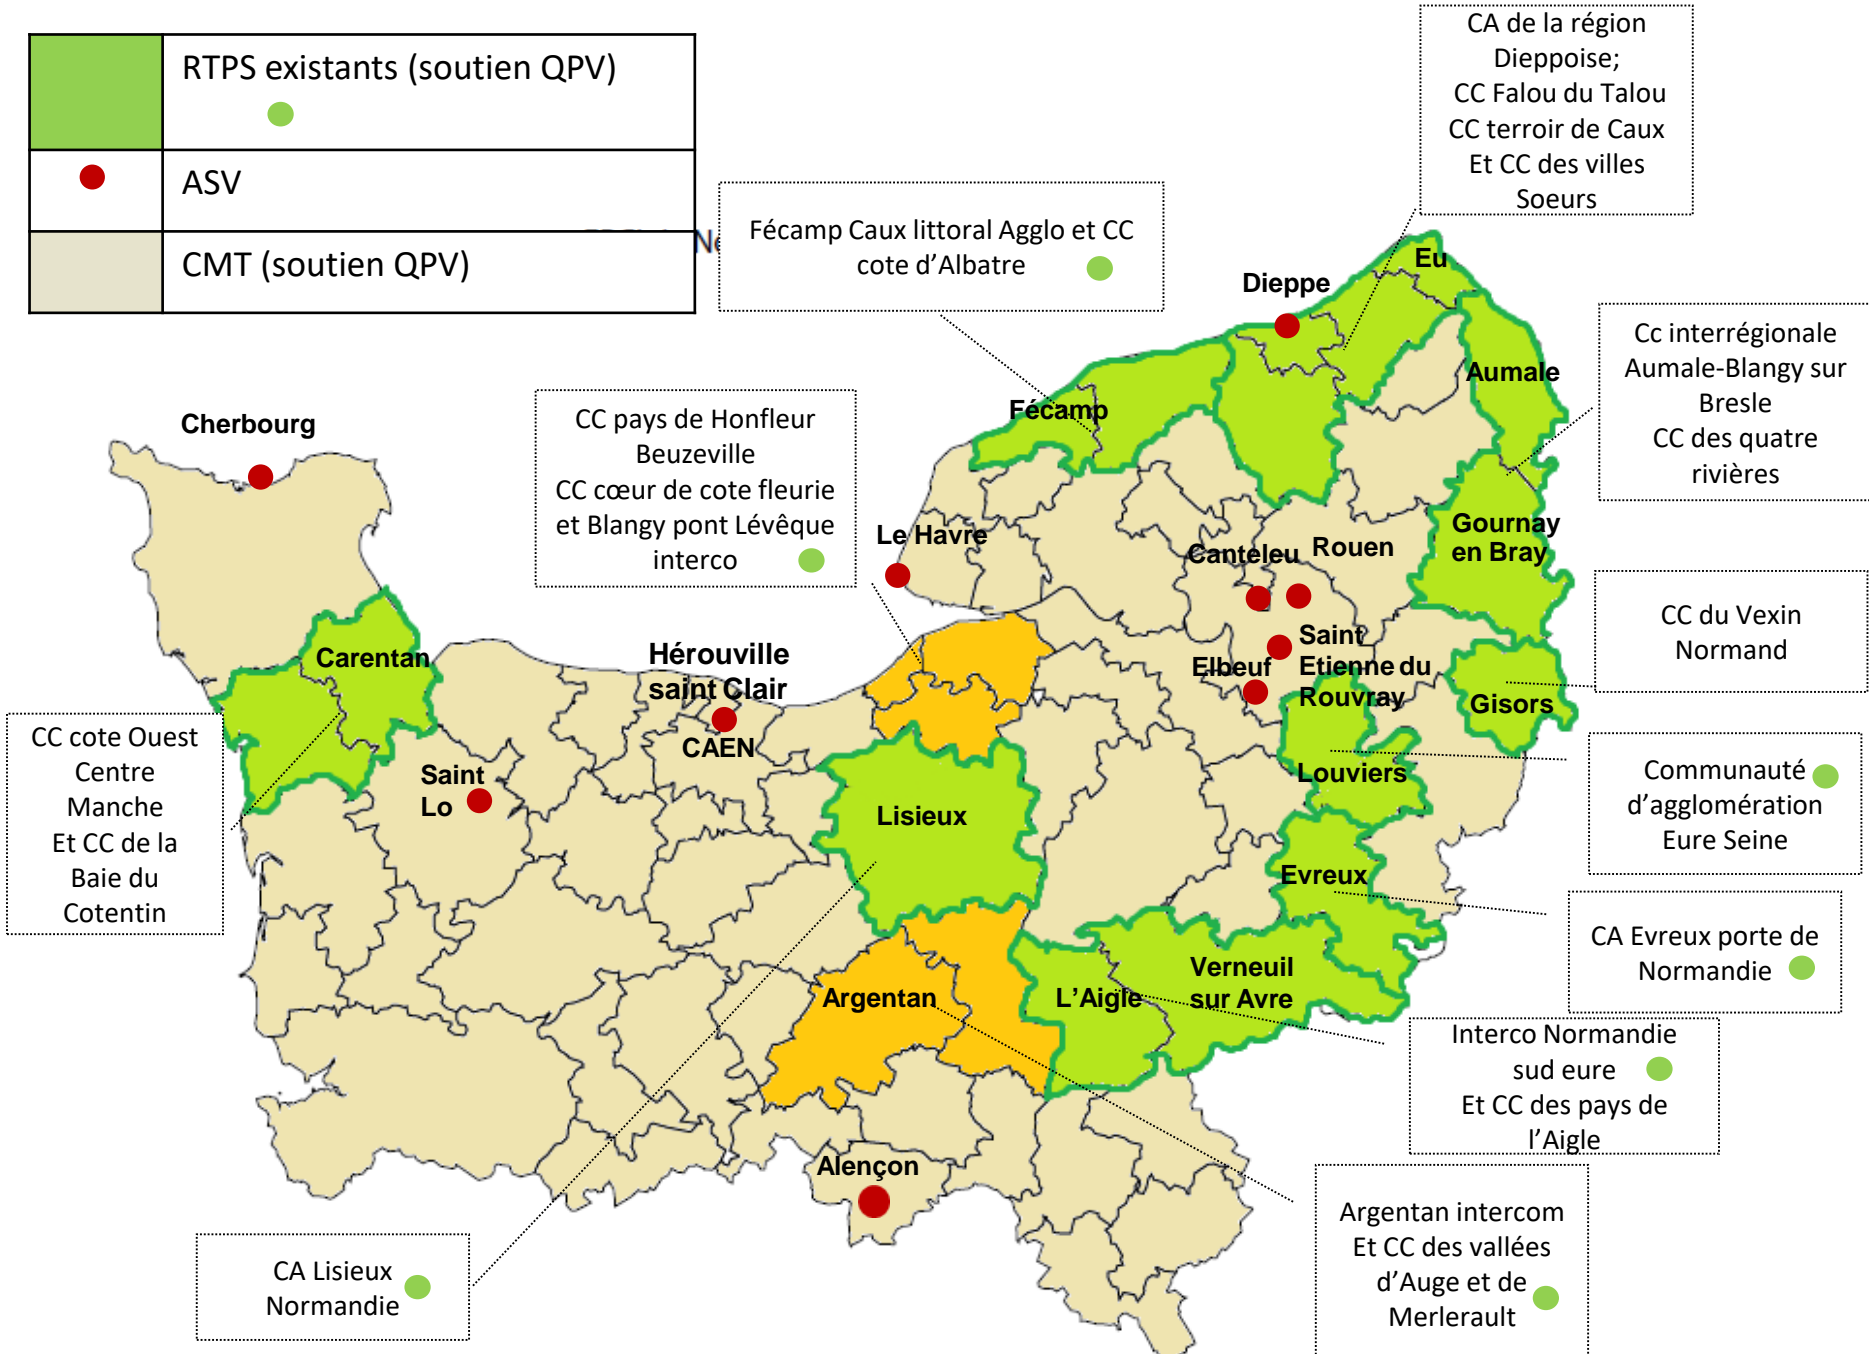 RTPS existants (soutien QPV)
ASV
CMT (soutien QPV)
CA de la région
Dieppoise;
CC Falou du Talou
CC terroir de Caux
Et CC des villes
Soeurs
Fécamp Caux littoral Agglo et CC
cote d'Albatre
Cc interrégionale
Aumale-Blangy sur
Bresle
CC des quatre
rivières
CC pays de Honfleur
Beuzeville
CC cœur de cote fleurie
et Blangy pont Lévêque
interco
CC du Vexin
Normand
CC cote Ouest
Centre
Manche
Et CC de la
Baie du
Cotentin
Communauté
d'agglomération
Eure Seine
CA Evreux porte de
Normandie
Interco Normandie
sud eure
Et CC des pays de
l'Aigle
Argentan intercom
Et CC des vallées
d'Auge et de
Merlerault
CA Lisieux
Normandie
Eu
Dieppe
Aumale
Fécamp
Cherbourg
Gournay
en Bray
Le Havre
Canteleu
Rouen
Saint
Etienne du
Rouvray
Elbeuf
Carentan
Hérouville
saint Clair
CAEN
Gisors
Louviers
Saint
Lo
Lisieux
Evreux
Verneuil
sur Avre
L'Aigle
Argentan
Alençon